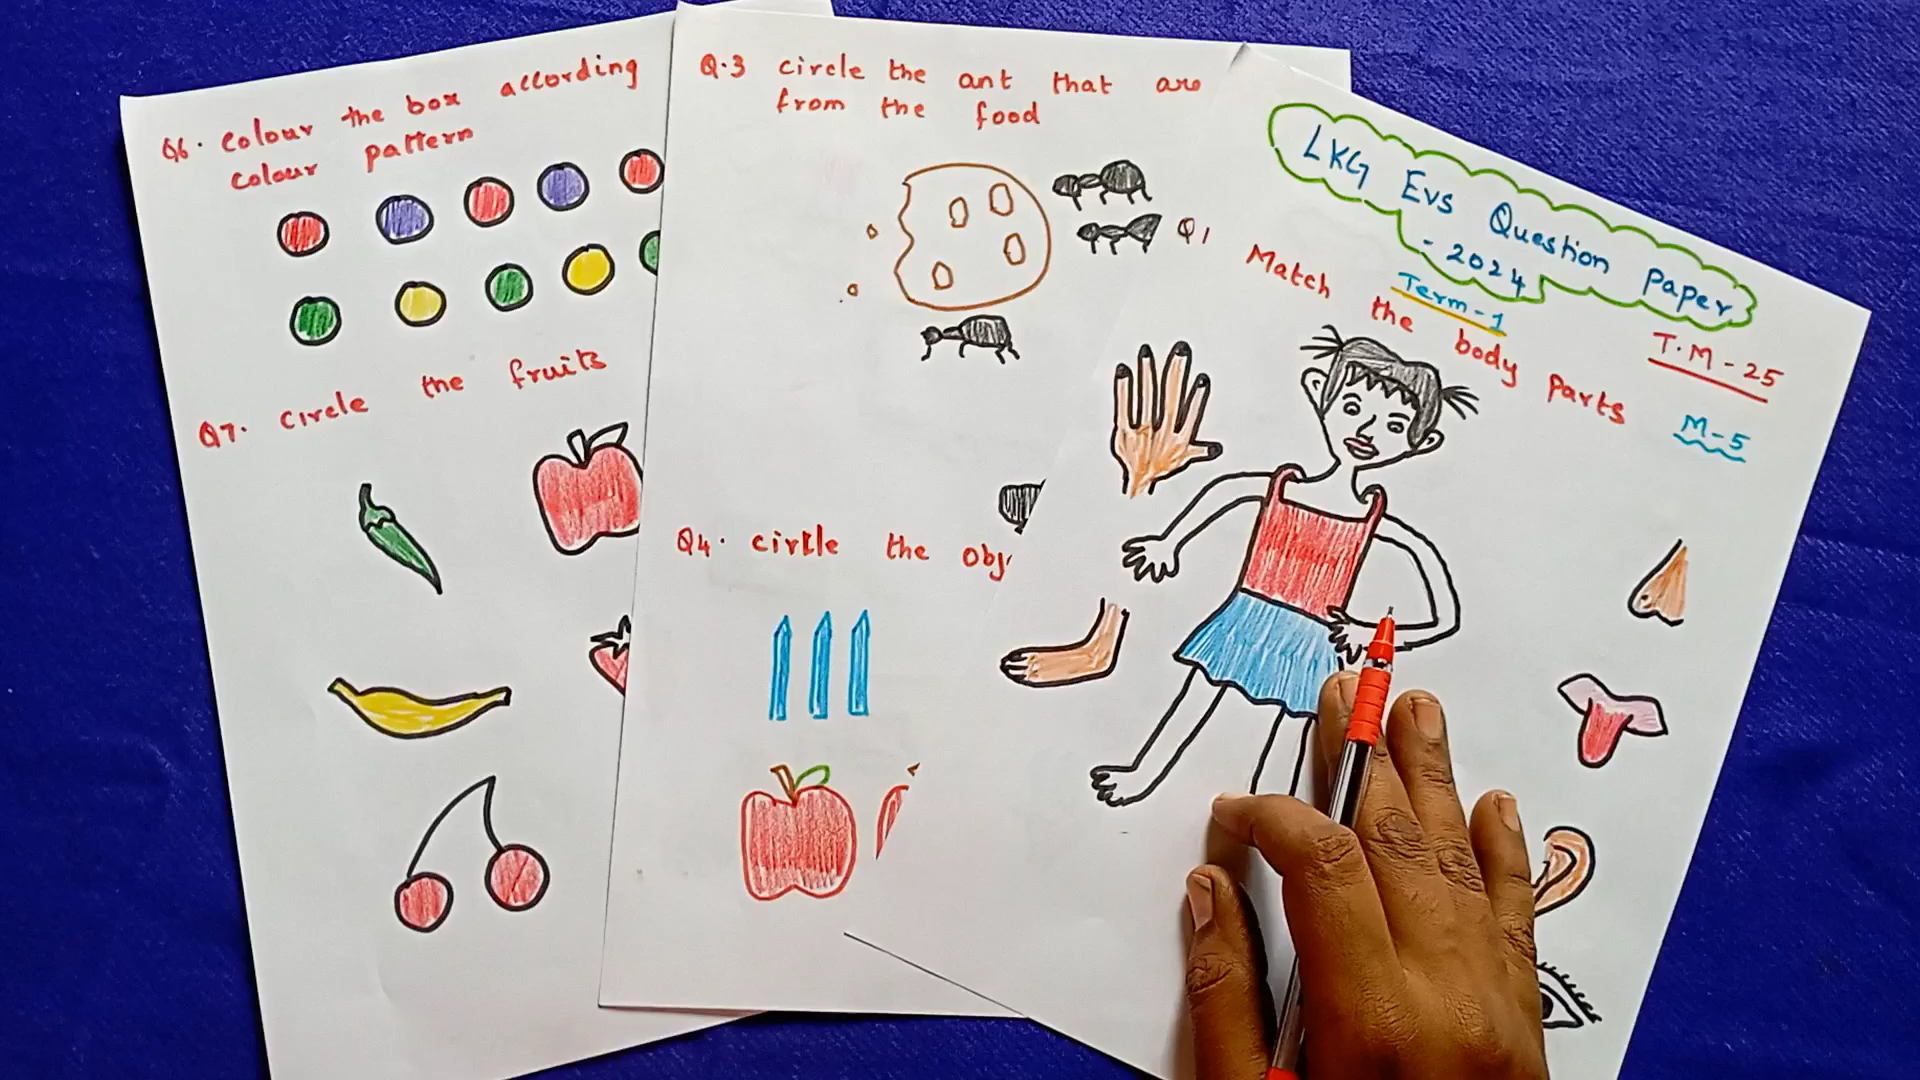 Q6. Colour the box according
colour pattern
Q7. Circle the fruits
Q.3 circle the ant that are
from the food
Q4. circle the
LKG Evs Question Paper
- 2024
Term-1
T.M - 25
Q1 Match the body parts
M-5